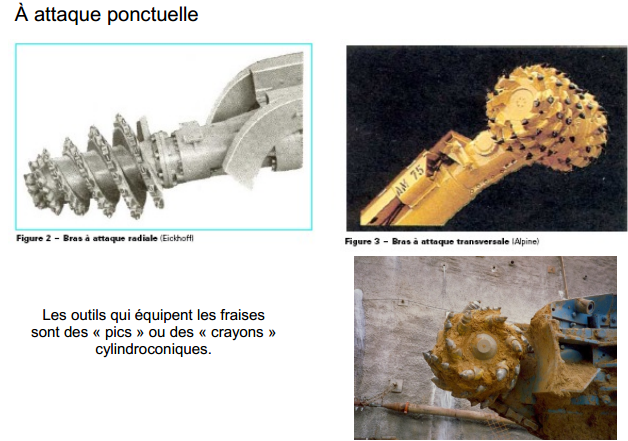 À attaque ponctuelle
AM 75
Figure 2 – Bras à attaque radiale (Eickhoff)
Figure 3 – Bras à attaque transversale (Alpine)
Les outils qui équipent les fraises
sont des « pics » ou des « crayons »
cylindroconiques.